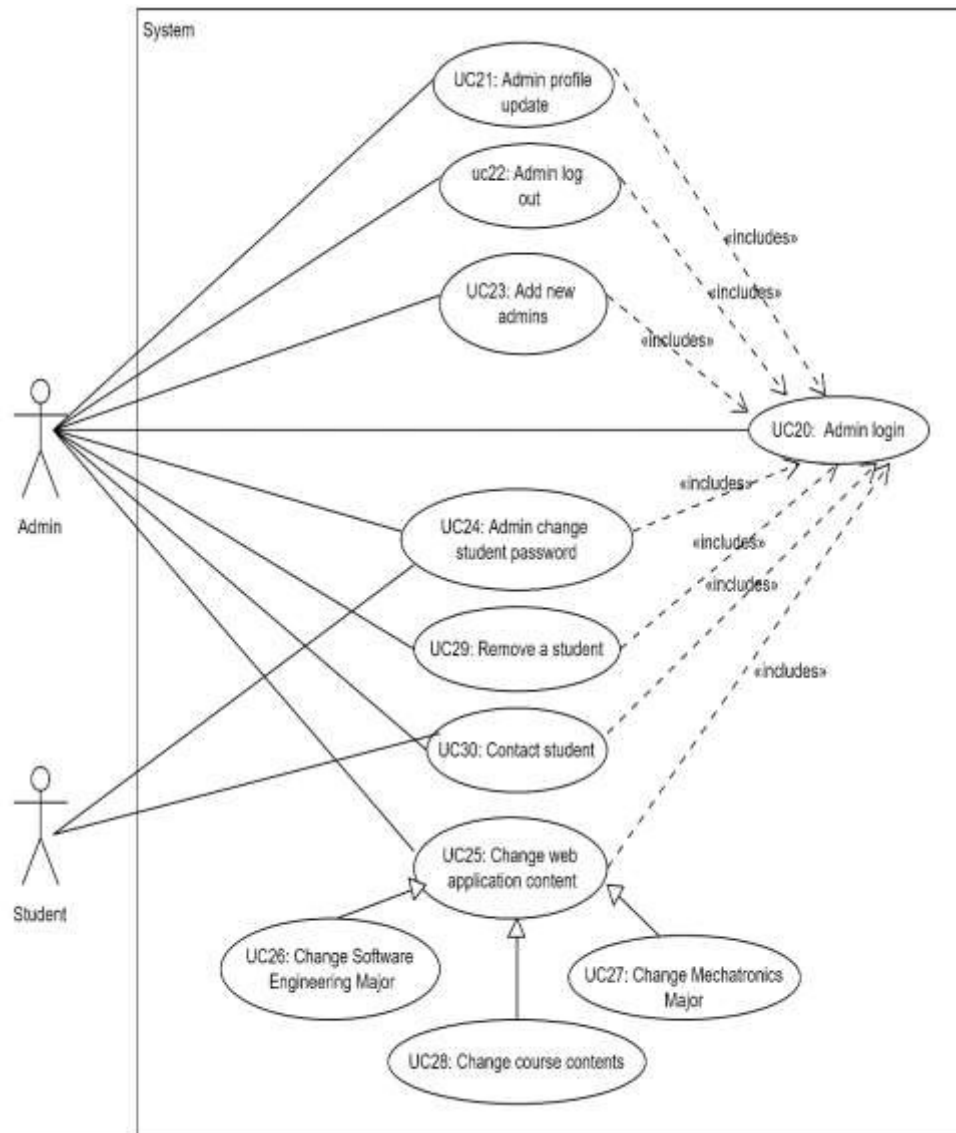 System
UC21: Admin profile
update
uc22: Admin log
out
«includes»
«includes»
UC23: Add new
admins
«includes»
UC20:  Admin login
Admin
«includes»
UC24: Admin change
student password
«includes»
«includes»
UC29: Remove a student
«includes»
UC30: Contact student
UC25: Change web
application content
Student
UC26: Change Software
Engineering Major
UC27: Change Mechatronics
Major
UC28: Change course contents